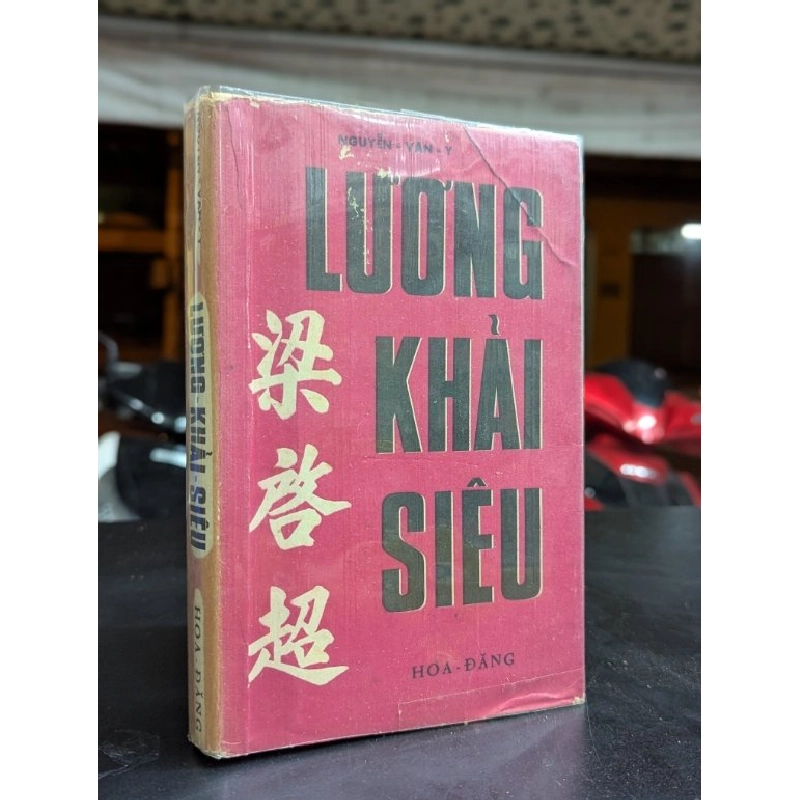 NGUYỄN - VĂN - Ý
LƯƠNG
KHẢI
SIÊU
梁
啓
超
HOA - ĐĂNG
LƯƠNG - KHẢI - SIÊU
HOA - ĐĂNG